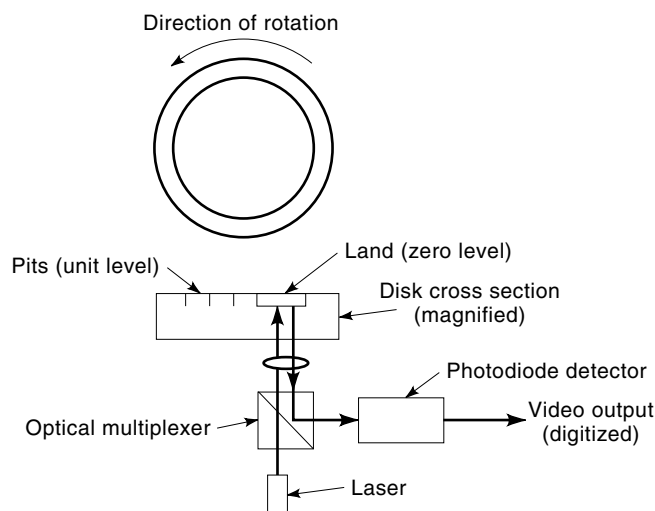 Direction of rotation
Land (zero level)
Pits (unit level)
Disk cross section
(magnified)
Photodiode detector
Optical multiplexer
Video output
(digitized)
Laser